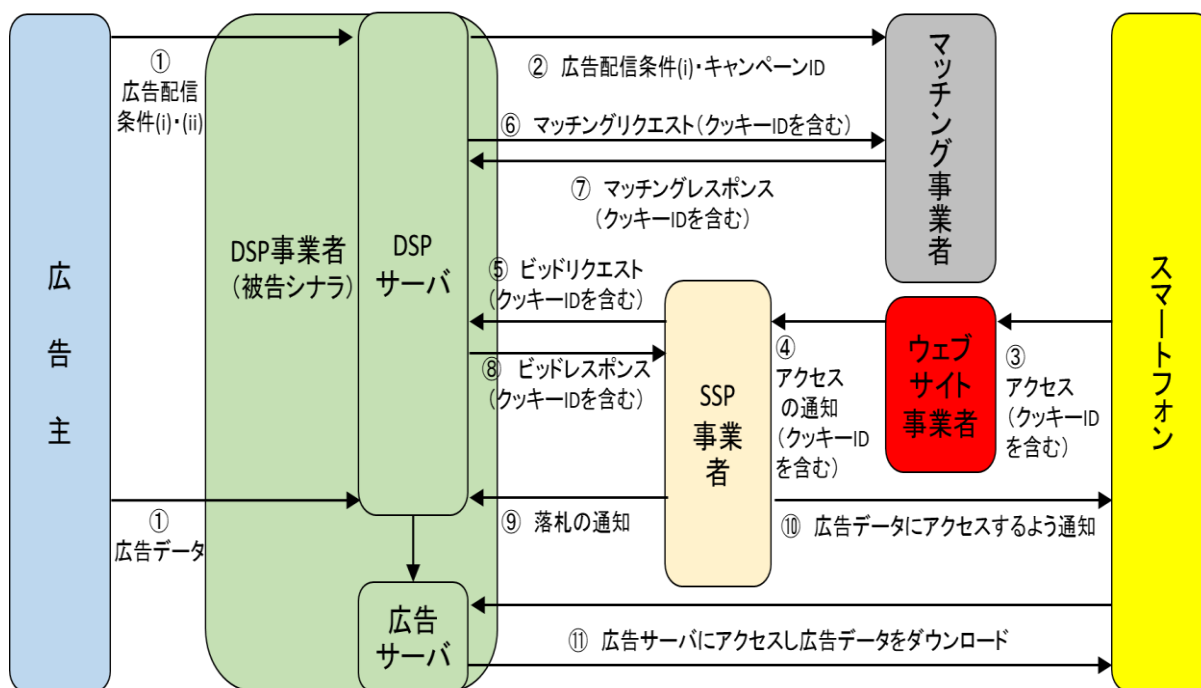 広告主
①
広告配信
条件(i)・(ii)
①
広告データ
DSP事業者
(被告シナラ)
DSP
サーバ
広告
サーバ
② 広告配信条件(i)・キャンペーンID
⑥ マッチングリクエスト(クッキーIDを含む)
⑦ マッチングレスポンス
(クッキーIDを含む)
マッチング事業者
⑤ ビッドリクエスト
(クッキーIDを含む)
⑧ ビッドレスポンス
(クッキーIDを含む)
SSP
事業
者
④
アクセス
の通知
(クッキーID
を含む)
ウェブ
サイト
事業者
③
アクセス
(クッキーID
を含む)
スマートフォン
⑨ 落札の通知
⑩ 広告データにアクセスするよう通知
⑪ 広告サーバにアクセスし広告データをダウンロード